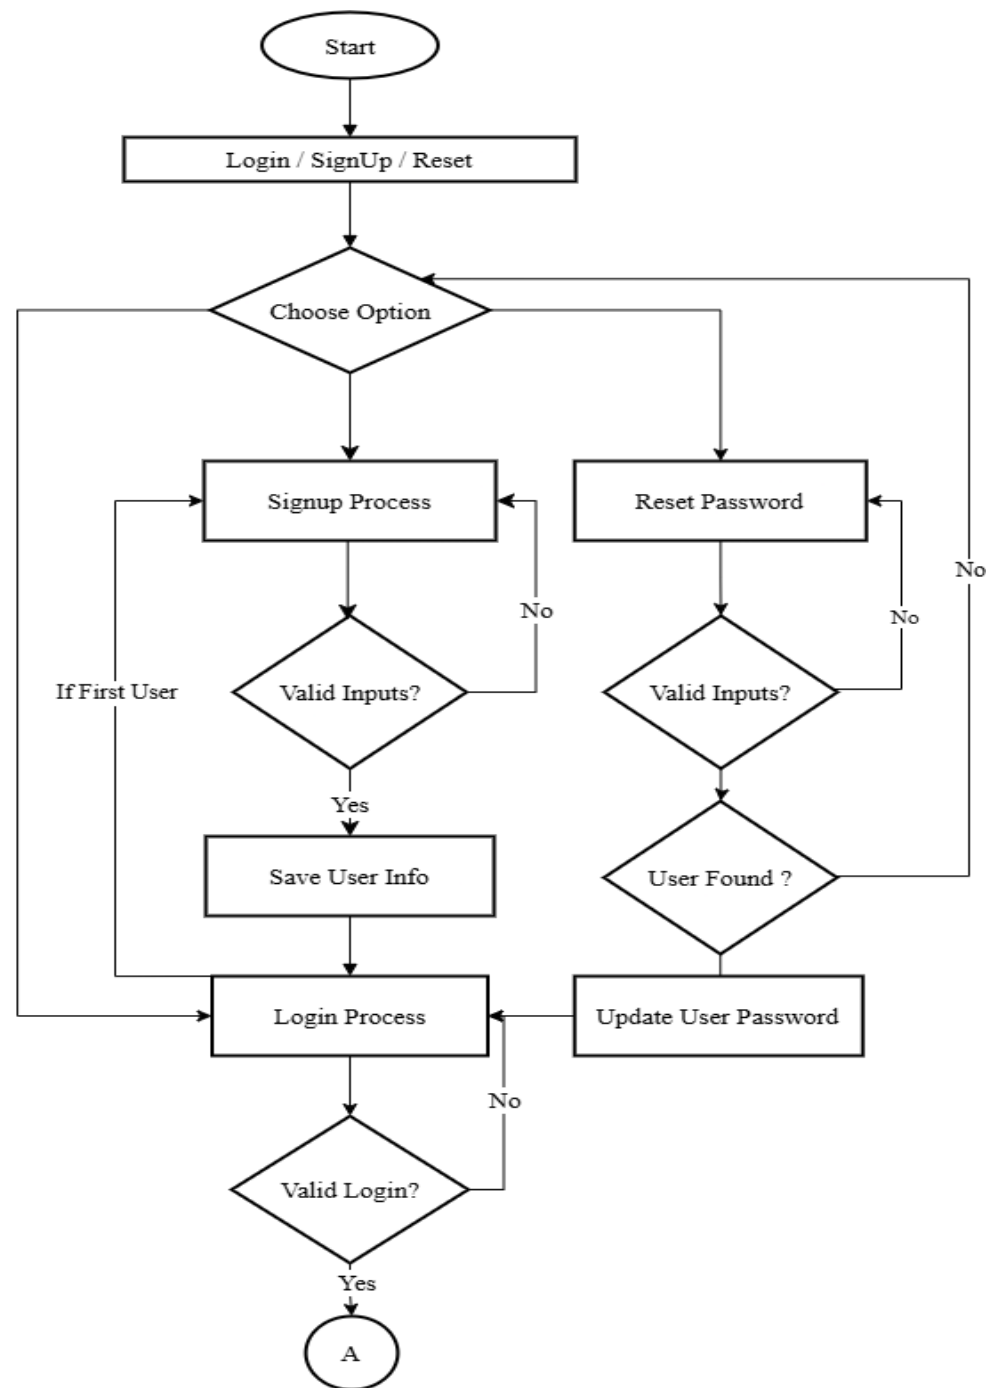 Start
Login / SignUp / Reset
Choose Option
Signup Process
Reset Password
No
No
No
If First User
Valid Inputs?
Valid Inputs?
Yes
Save User Info
User Found ?
Login Process
Update User Password
No
Valid Login?
Yes
A